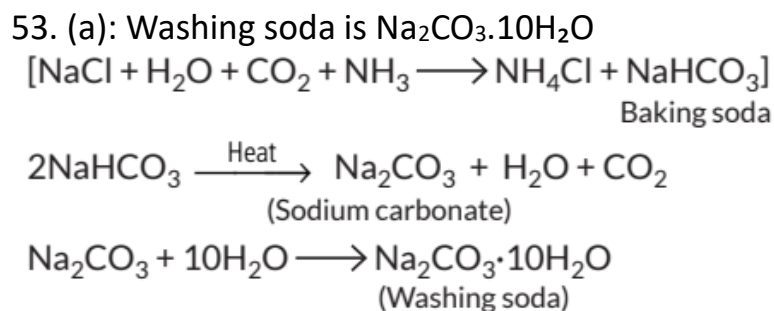 53. (a): Washing soda is Na₂CO₃.10H₂O
[NaCl + H₂O + CO₂ + NH₃ ⟶ NH₄Cl + NaHCO₃]
Baking soda
Heat
2NaHCO₃ ⟶ Na₂CO₃ + H₂O + CO₂
(Sodium carbonate)
Na₂CO₃ + 10H₂O ⟶ Na₂CO₃·10H₂O
(Washing soda)